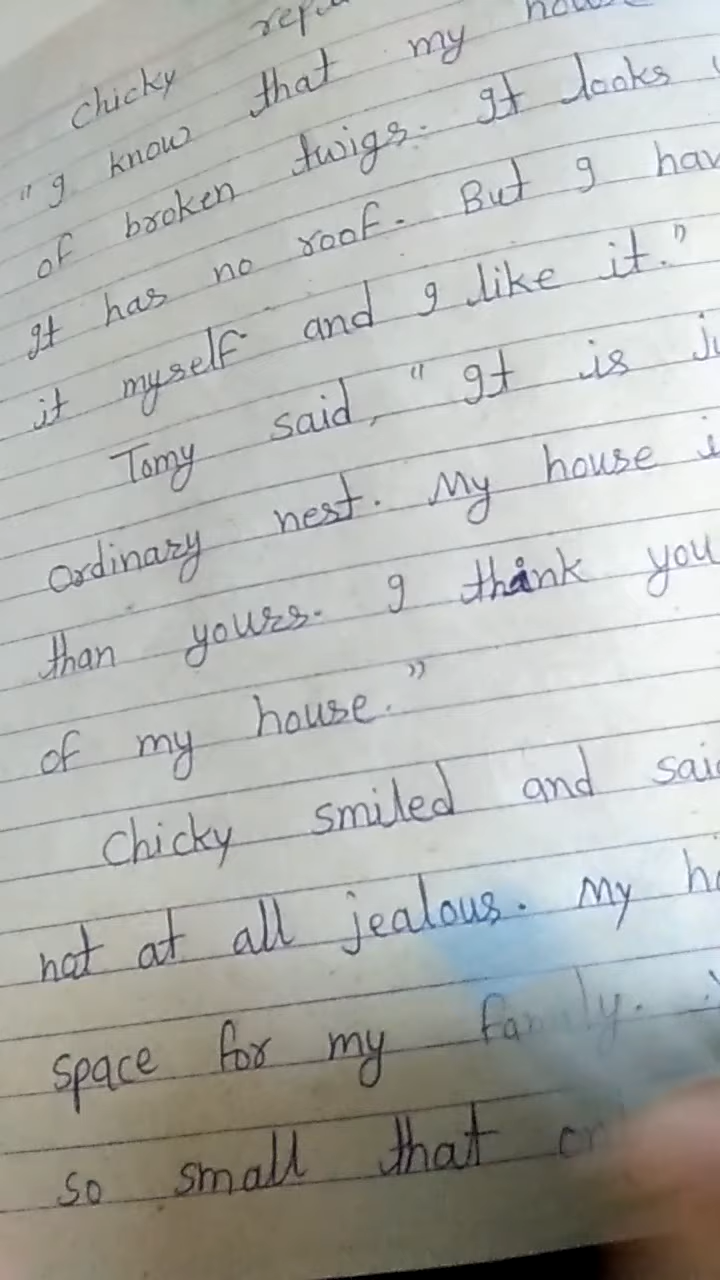 Chicky
"I know that my
of broken twigs. It looks
It has no roof. But I
it myself and I like it."
Tomy said, "It is
ordinary nest. My house
than yours. I think you
of my house."
Chicky smiled and
not at all jealous. My
space for my family.
so small that